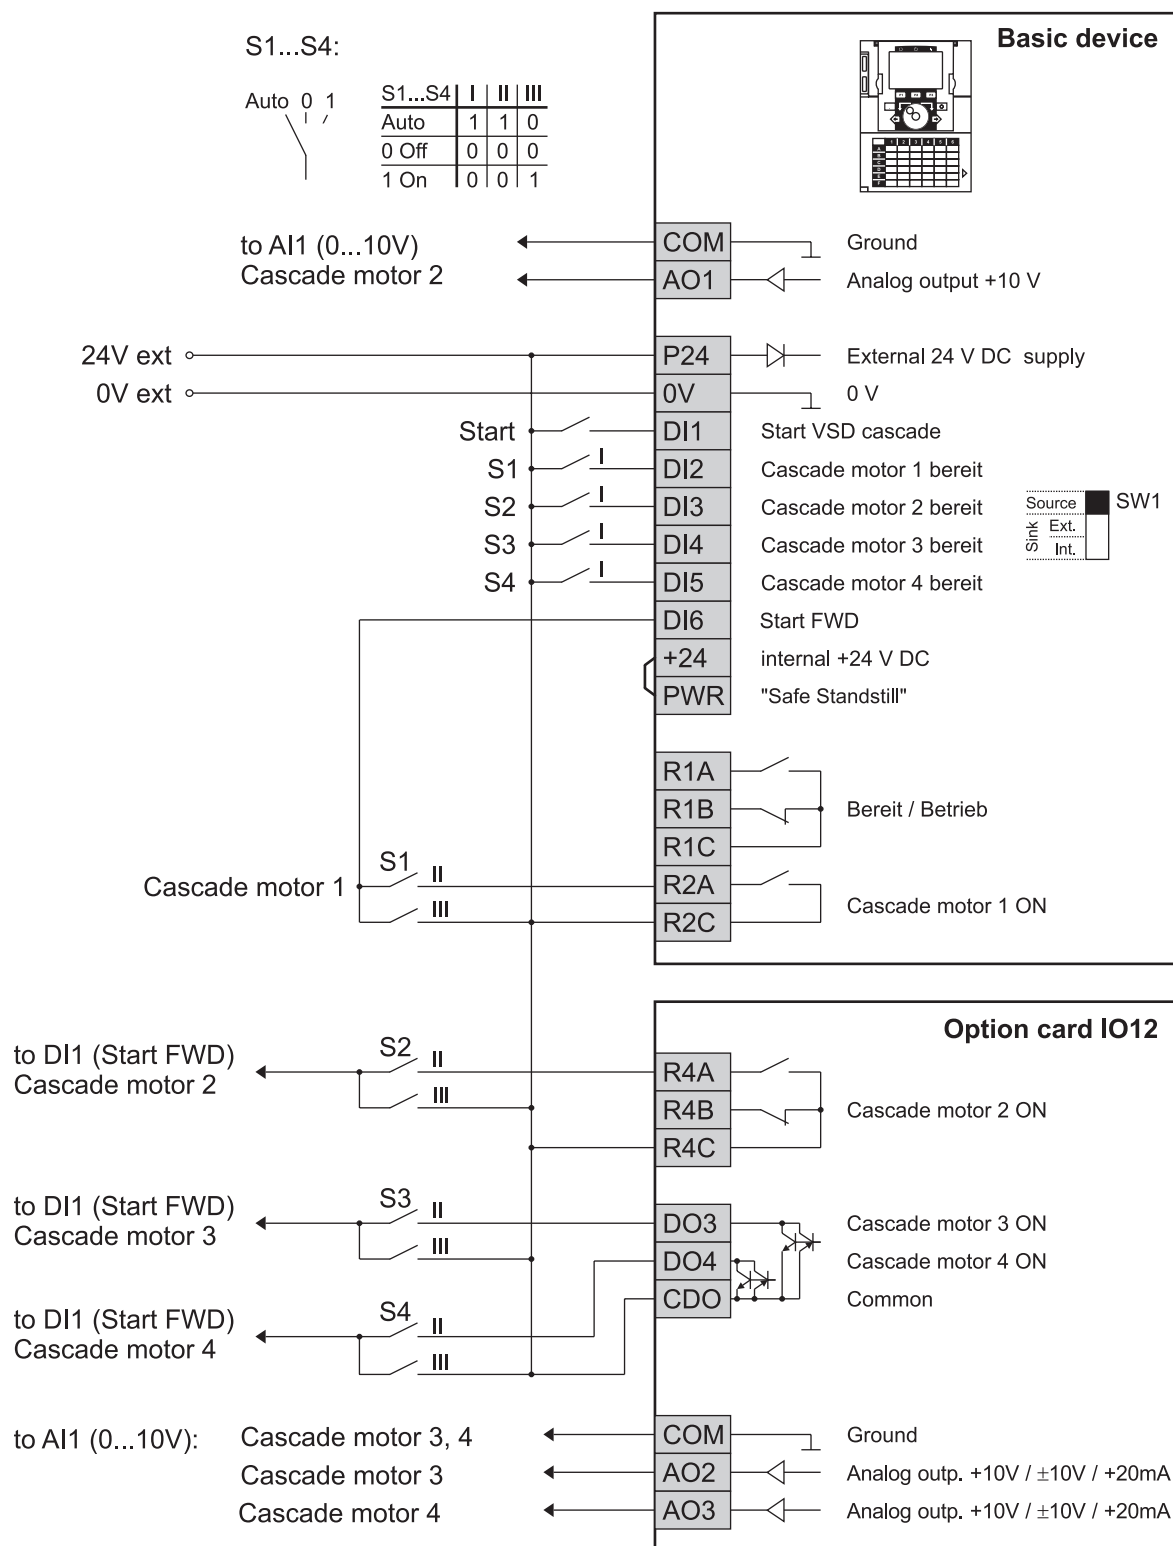 Basic device
S1...S4:
Auto 0 1
S1...S4 I II III
Auto 1 1 0
0 Off 0 0 0
1 On 0 0 1
to AI1 (0...10V)
Cascade motor 2
COM Ground
AO1 Analog output +10 V
24V ext P24 External 24 V DC supply
0V ext 0V 0 V
Start DI1 Start VSD cascade
S1 I DI2 Cascade motor 1 bereit
S2 I DI3 Cascade motor 2 bereit
S3 I DI4 Cascade motor 3 bereit
S4 I DI5 Cascade motor 4 bereit
Source SW1
Sink Ext.
Int.
DI6 Start FWD
+24 internal +24 V DC
PWR "Safe Standstill"
R1A
R1B Bereit / Betrieb
R1C
Cascade motor 1 S1 II R2A
III R2C
Cascade motor 1 ON
Option card IO12
to DI1 (Start FWD)
Cascade motor 2
S2 II R4A
III R4B Cascade motor 2 ON
R4C
to DI1 (Start FWD)
Cascade motor 3
S3 II DO3 Cascade motor 3 ON
III DO4 Cascade motor 4 ON
CDO Common
to DI1 (Start FWD)
Cascade motor 4
S4 II
III
to AI1 (0...10V): Cascade motor 3, 4 COM Ground
Cascade motor 3 AO2 Analog outp. +10V / ±10V / +20mA
Cascade motor 4 AO3 Analog outp. +10V / ±10V / +20mA